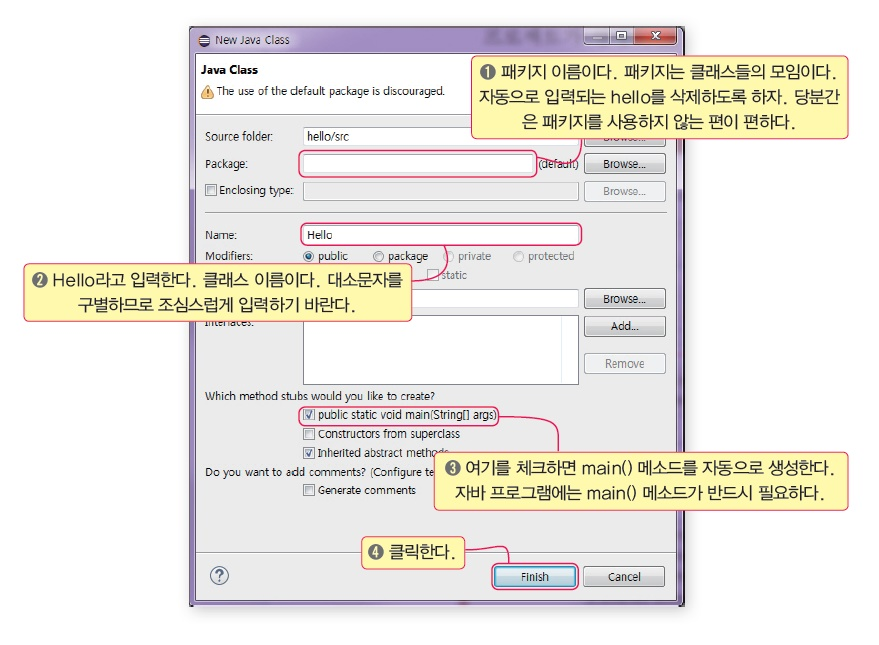 New Java Class
Java Class
The use of the default package is discouraged.
❶ 패키지 이름이다. 패키지는 클래스들의 모임이다.
자동으로 입력되는 hello를 삭제하도록 하자. 당분간
은 패키지를 사용하지 않는 편이 편하다.
Source folder: hello/src
Package: (default) Browse...
Enclosing type: Browse...
Name: Hello
Modifiers: public package private protected
static
❷ Hello라고 입력한다. 클래스 이름이다. 대소문자를
구별하므로 조심스럽게 입력하기 바란다.
Browse...
Interfaces: Add...
Remove
Which method stubs would you like to create?
public static void main(String[] args)
Constructors from superclass
Inherited abstract methods
Do you want to add comments? (Configure te
Generate comments
❸ 여기를 체크하면 main() 메소드를 자동으로 생성한다.
자바 프로그램에는 main() 메소드가 반드시 필요하다.
❹ 클릭한다.
? Finish Cancel